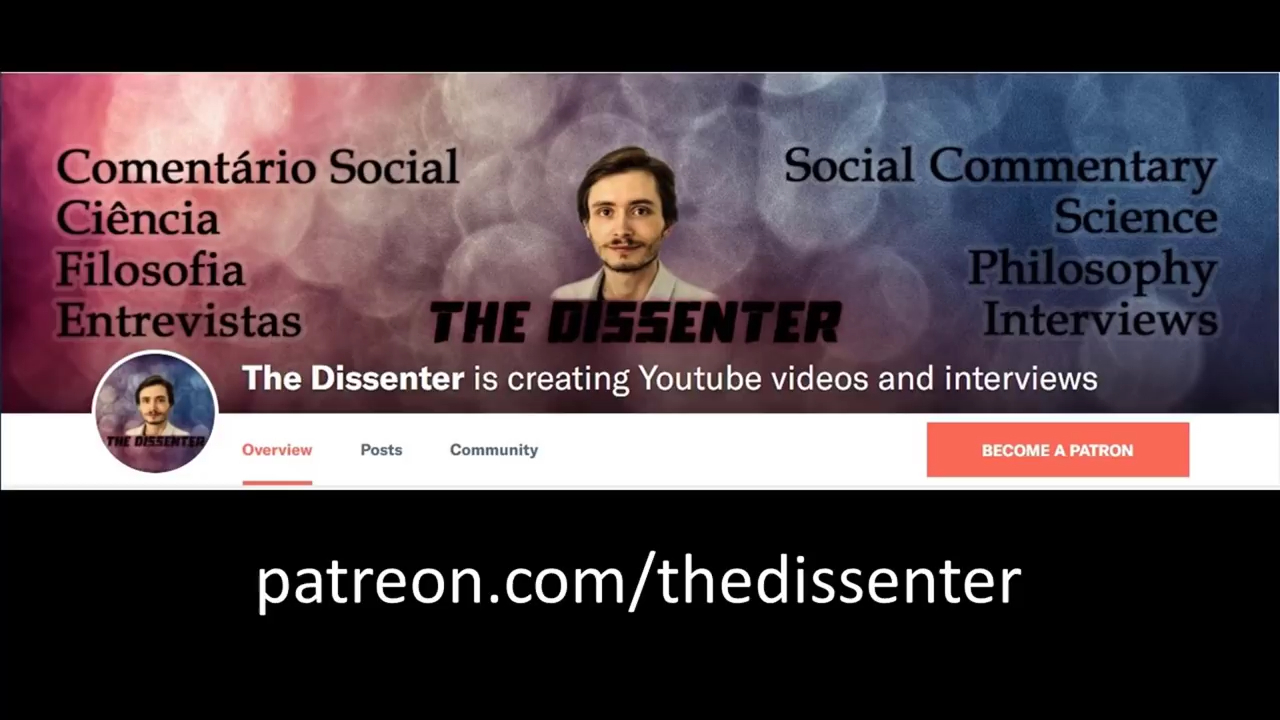 Comentário Social
Ciência
Filosofia
Entrevistas
Social Commentary
Science
Philosophy
Interviews
THE DISSENTER
The Dissenter is creating Youtube videos and interviews
THE DISSENTER
Overview Posts Community
BECOME A PATRON
patreon.com/thedissenter